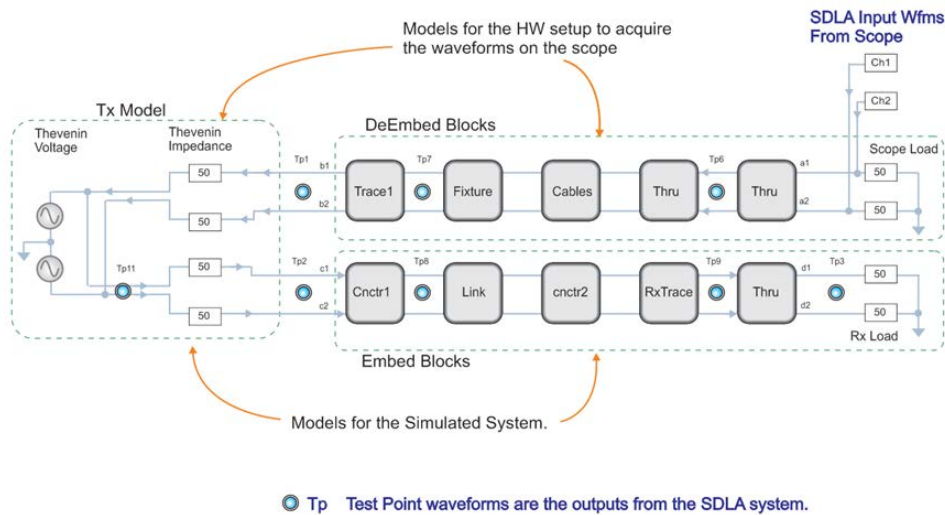 SDLA Input Wfms
From Scope
Models for the HW setup to acquire
the waveforms on the scope
Ch1
Ch2
Tx Model
DeEmbed Blocks
Thevenin
Voltage
Thevenin
Impedance
Scope Load
Tp1
b1
Tp7
Tp6
a1
50
50
Trace1
Fixture
Cables
Thru
Thru
b2
a2
50
50
Tp11
50
Tp2
c1
Tp8
Tp9
d1
Tp3
50
Cnctr1
Link
cnctr2
RxTrace
Thru
c2
d2
50
50
Rx Load
Embed Blocks
Models for the Simulated System.
Tp Test Point waveforms are the outputs from the SDLA system.